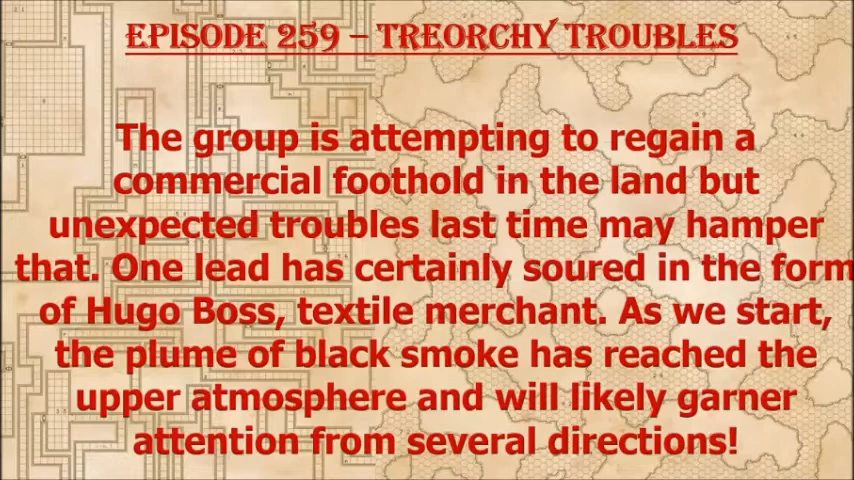 EPISODE 259 – TREORCHY TROUBLES
The group is attempting to regain a
commercial foothold in the land but
unexpected troubles last time may hamper
that. One lead has certainly soured in the form
of Hugo Boss, textile merchant. As we start,
the plume of black smoke has reached the
upper atmosphere and will likely garner
attention from several directions!